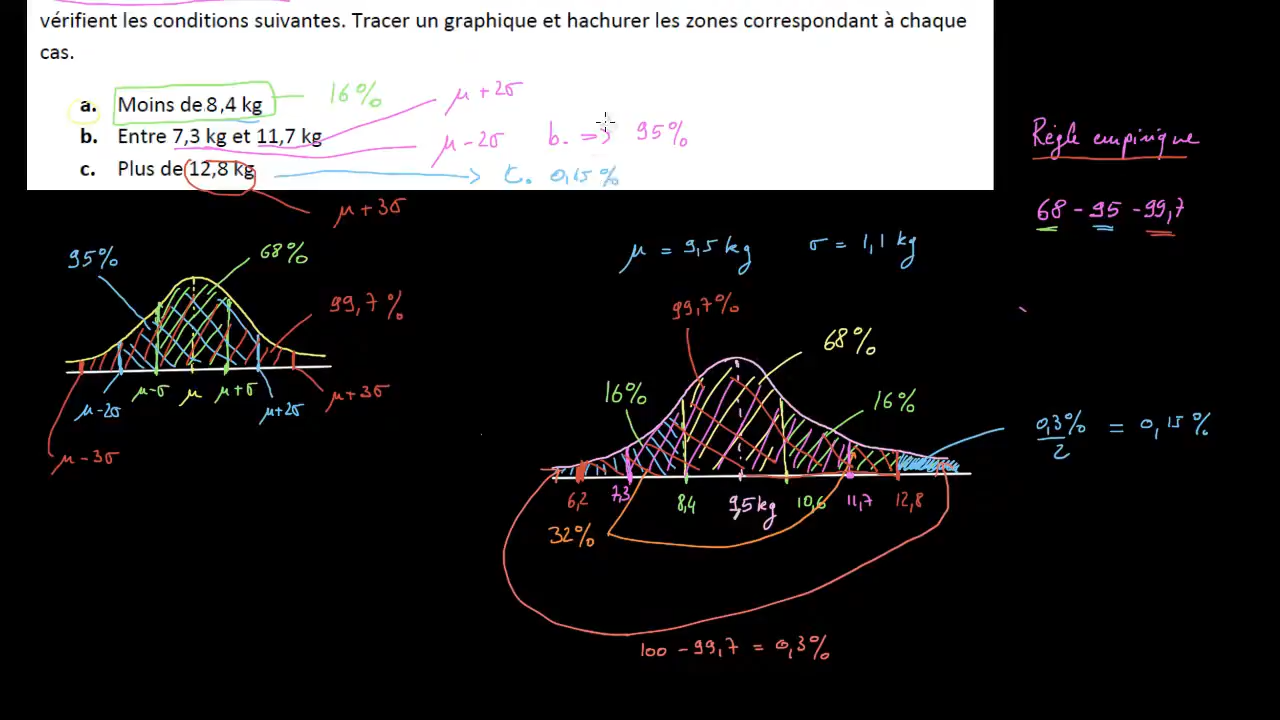 vérifient les conditions suivantes. Tracer un graphique et hachurer les zones correspondant à chaque
cas.
a. Moins de 8,4 kg 16%
μ+2σ
b. Entre 7,3 kg et 11,7 kg
μ-2σ b. => 95%
c. Plus de 12,8 kg
c. 0,15%
μ+3σ
Règle empirique
68 - 95 - 99,7
μ = 9,5 kg σ = 1,1 kg
95% 68%
99,7%
μ-3σ μ-2σ μ-σ μ μ+σ μ+2σ μ+3σ
99,7%
68%
16% 16%
0,3%/2 = 0,15%
6,2 7,3 8,4 9,5kg 10,6 11,7 12,8
32%
100 - 99,7 = 0,3%